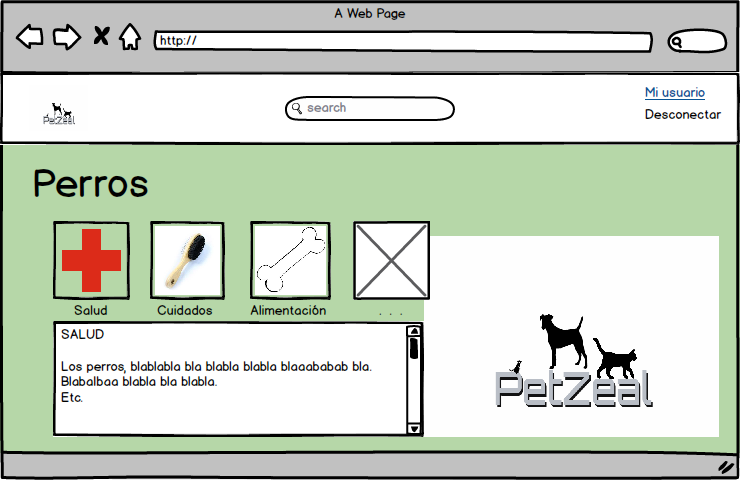 A Web Page
http://
PetZeal
search
Mi usuario
Desconectar
Perros
Salud
Cuidados
Alimentación
. . .
SALUD
Los perros, blablabla bla blabla blabla blaaababab bla.
Blabalbaa blabla bla blabla.
Etc.
PetZeal